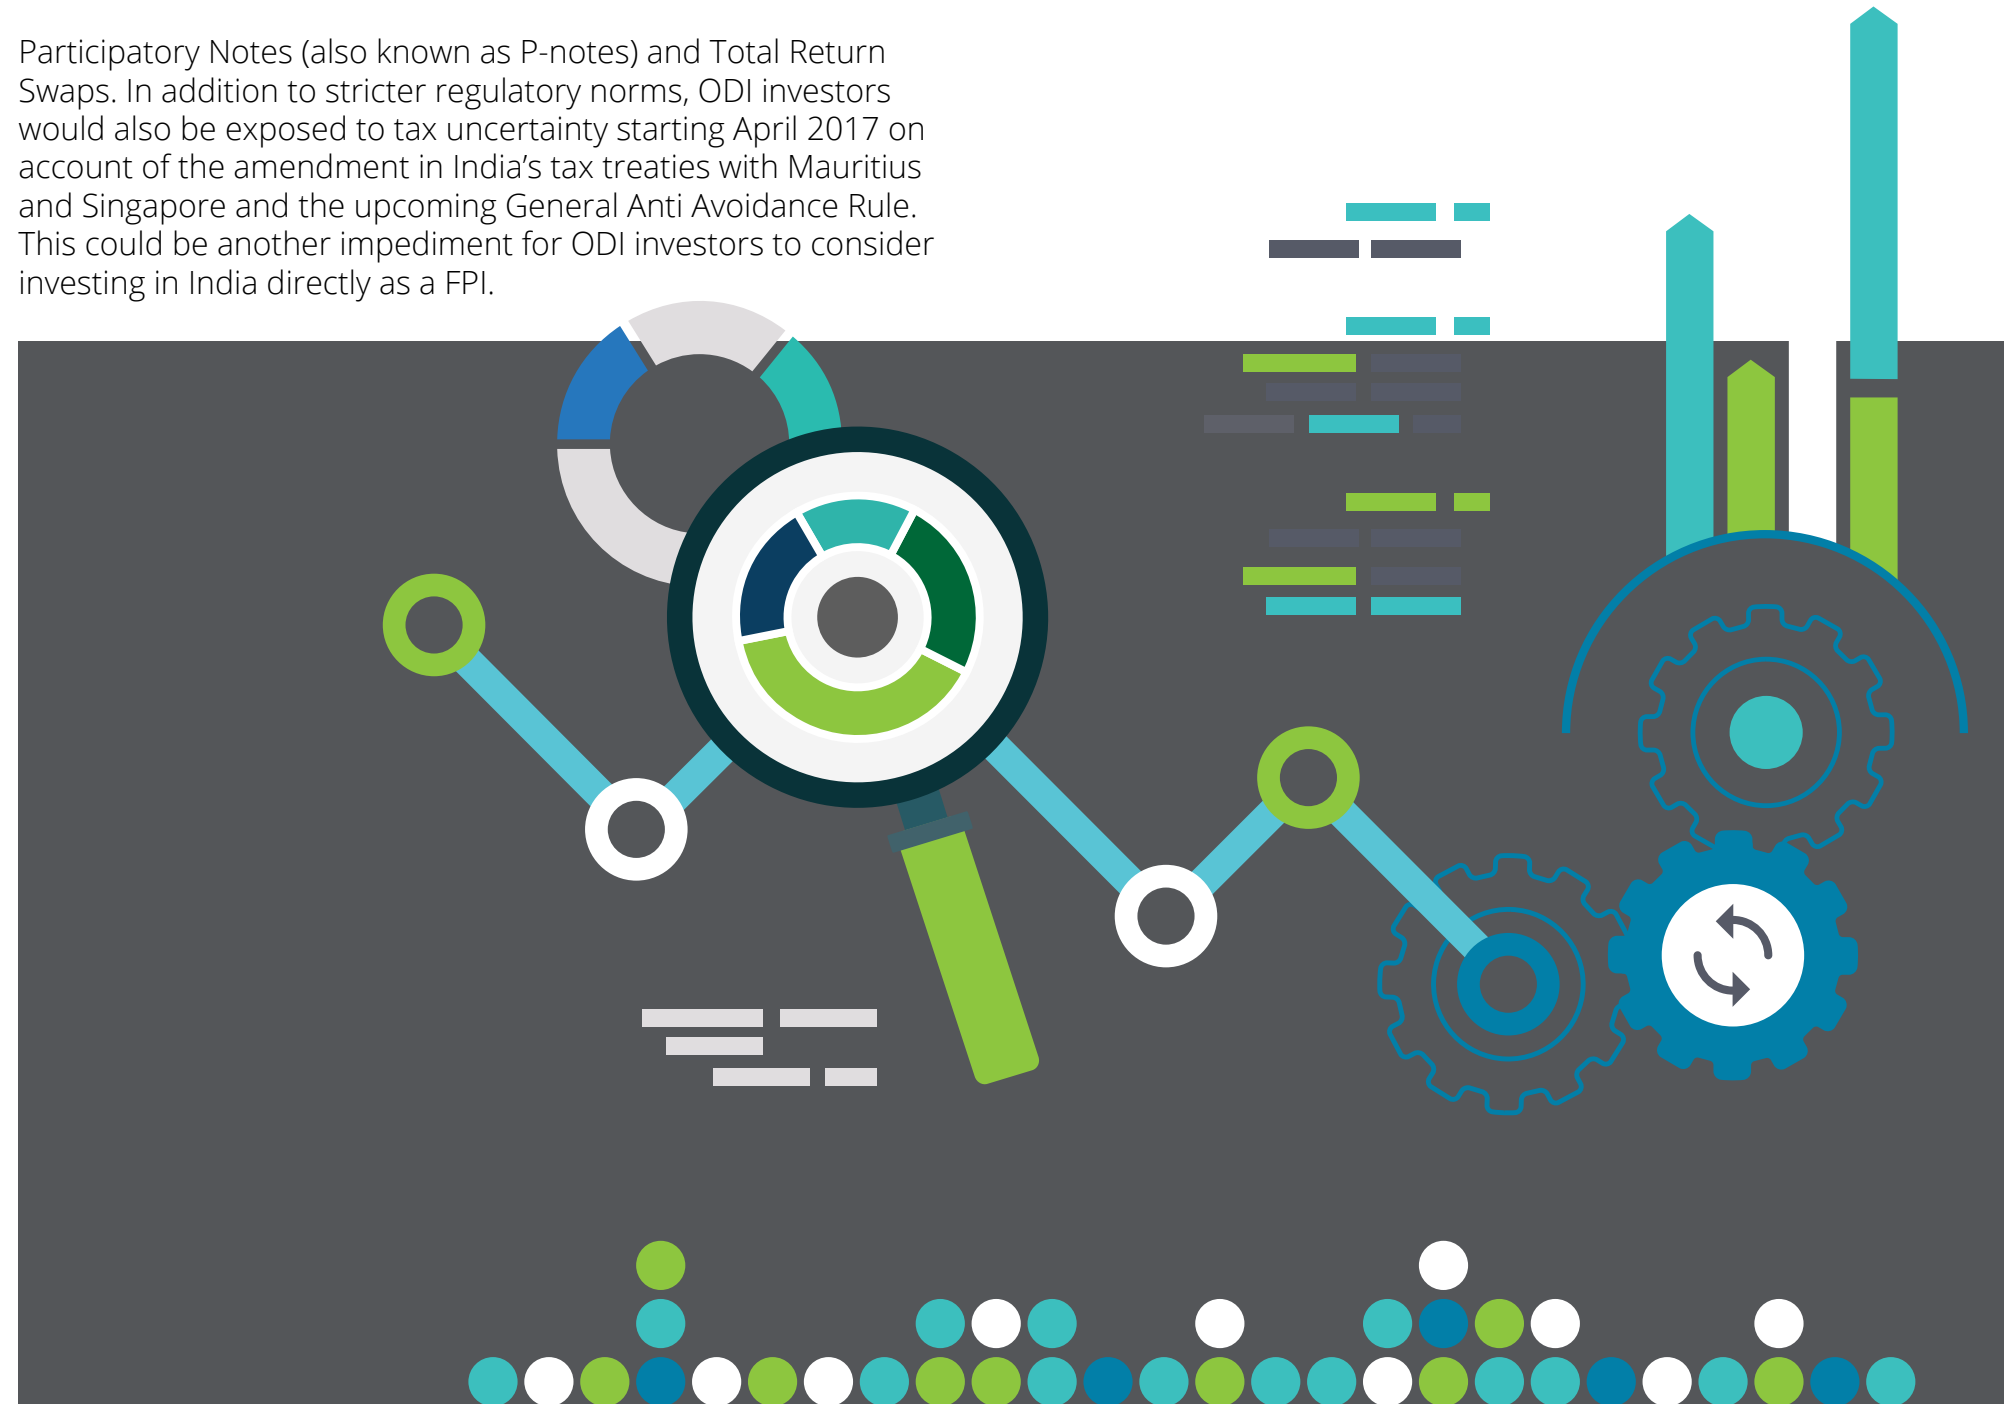 Participatory Notes (also known as P-notes) and Total Return
Swaps. In addition to stricter regulatory norms, ODI investors
would also be exposed to tax uncertainty starting April 2017 on
account of the amendment in India’s tax treaties with Mauritius
and Singapore and the upcoming General Anti Avoidance Rule.
This could be another impediment for ODI investors to consider
investing in India directly as a FPI.